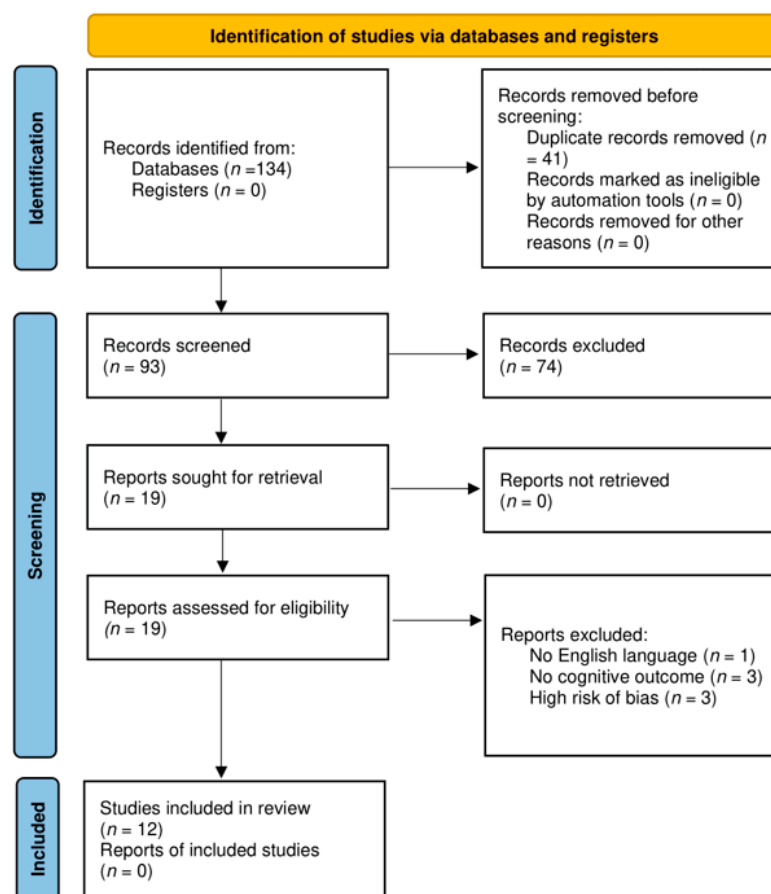 Identification of studies via databases and registers
Identification
Records identified from:
Databases (n =134)
Registers (n = 0)
Records removed before
screening:
Duplicate records removed (n
= 41)
Records marked as ineligible
by automation tools (n = 0)
Records removed for other
reasons (n = 0)
Screening
Records screened
(n = 93)
Records excluded
(n = 74)
Reports sought for retrieval
(n = 19)
Reports not retrieved
(n = 0)
Reports assessed for eligibility
(n = 19)
Reports excluded:
No English language (n = 1)
No cognitive outcome (n = 3)
High risk of bias (n = 3)
Included
Studies included in review
(n = 12)
Reports of included studies
(n = 0)